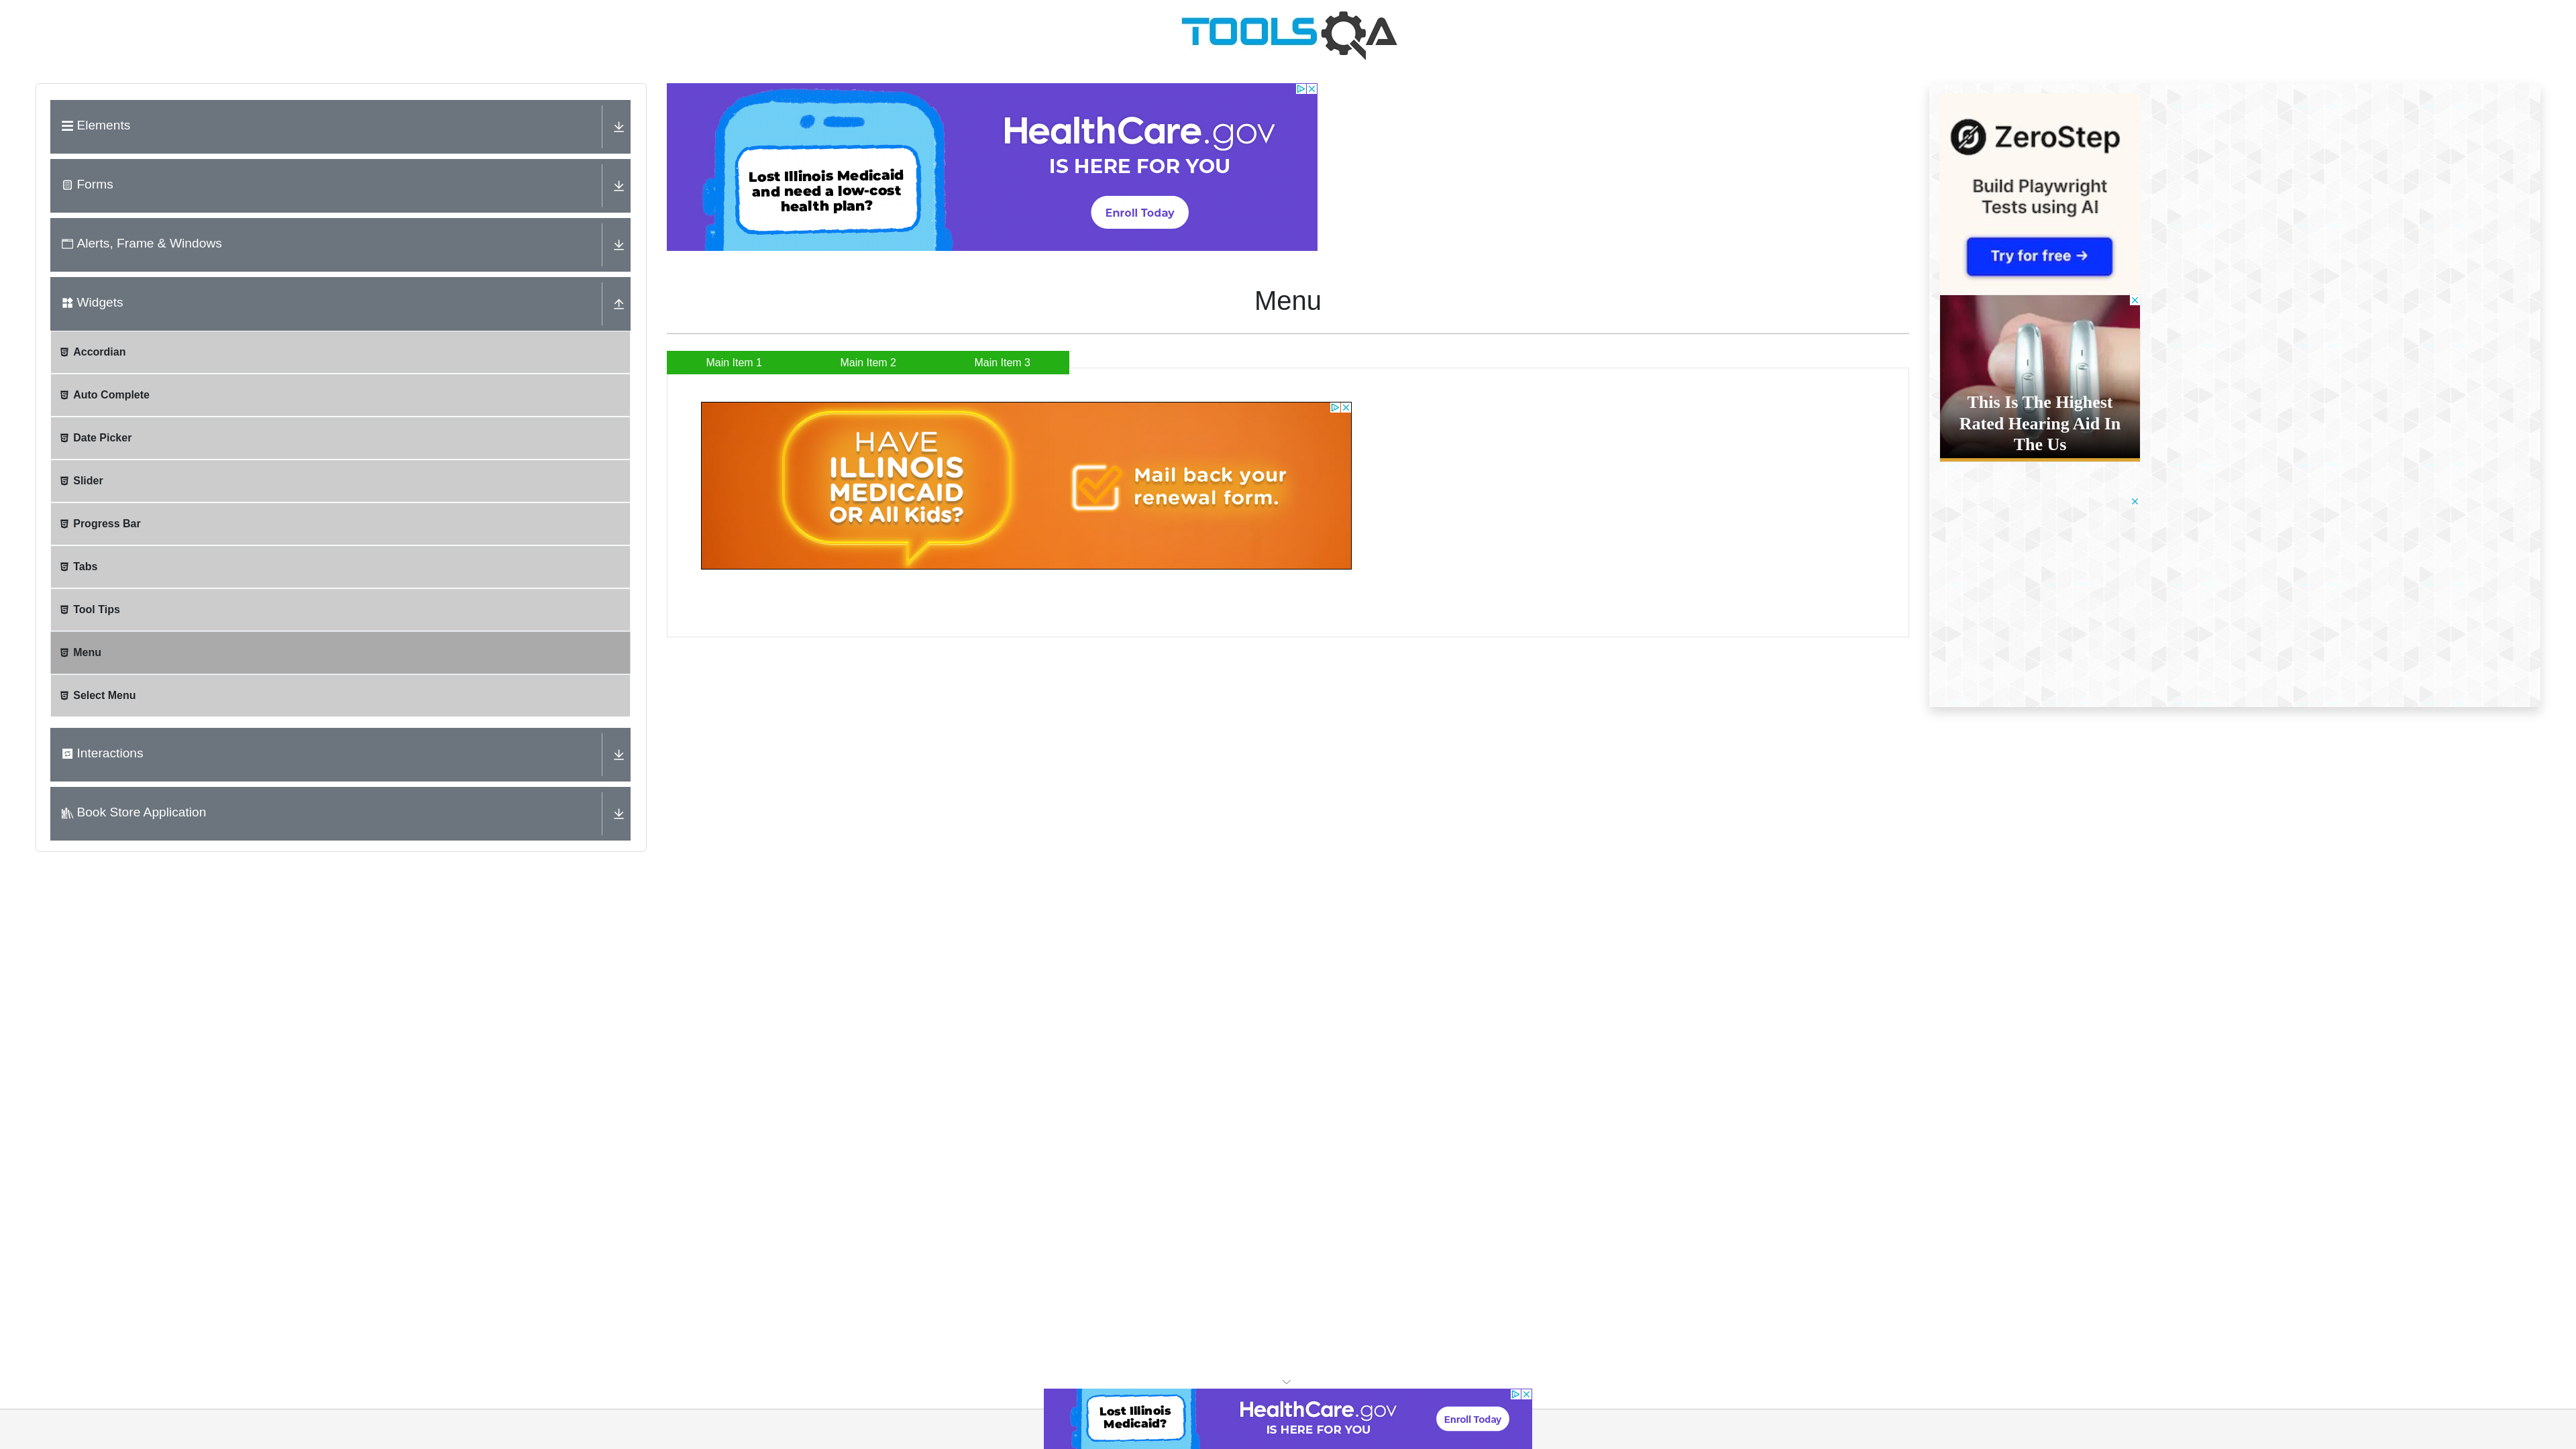 TOOLSQA
Elements
Forms
Alerts, Frame & Windows
Widgets
Accordian
Auto Complete
Date Picker
Slider
Progress Bar
Tabs
Tool Tips
Menu
Select Menu
Interactions
Book Store Application
Lost Illinois Medicaid
and need a low-cost
health plan?
HealthCare.gov
IS HERE FOR YOU
Enroll Today
Menu
Main Item 1
Main Item 2
Main Item 3
HAVE
ILLINOIS
MEDICAID
OR All Kids?
Mail back your
renewal form.
ZeroStep
Build Playwright
Tests using AI
Try for free →
This Is The Highest
Rated Hearing Aid In
The Us
Lost Illinois
Medicaid?
HealthCare.gov
IS HERE FOR YOU
Enroll Today